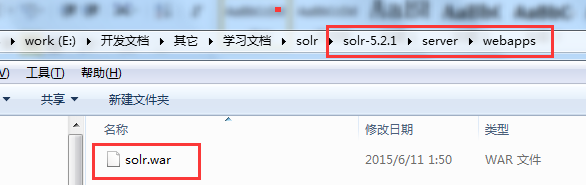 work (E:) 开发文档 其它 学习文档 solr solr-5.2.1 server webapps
V) 工具(T) 帮助(H)
共享 新建文件夹
名称 修改日期 类型
solr.war 2015/6/11 1:50 WAR 文件